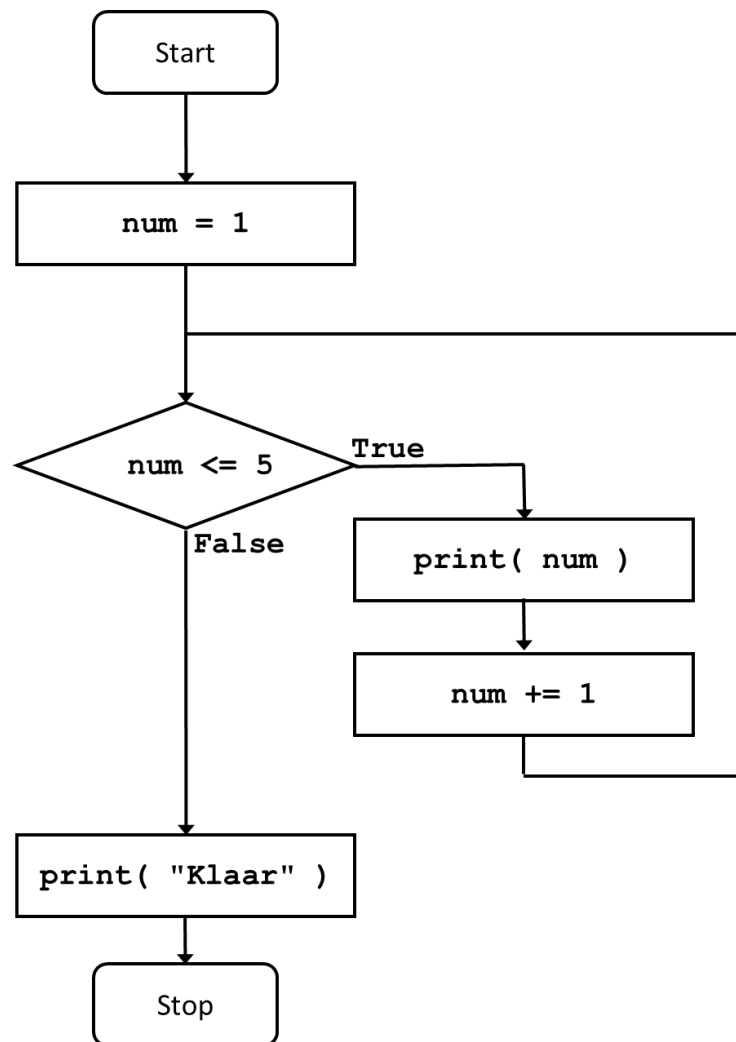 Start
num = 1
num <= 5
True
False
print( num )
num += 1
print( "Klaar" )
Stop